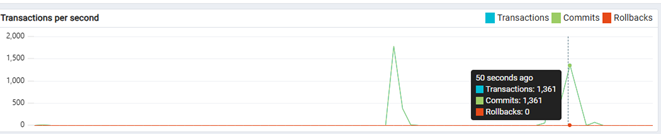 Transactions per second
Transactions Commits Rollbacks
2,000
1,500
1,000
500
0
50 seconds ago
Transactions: 1,361
Commits: 1,361
Rollbacks: 0